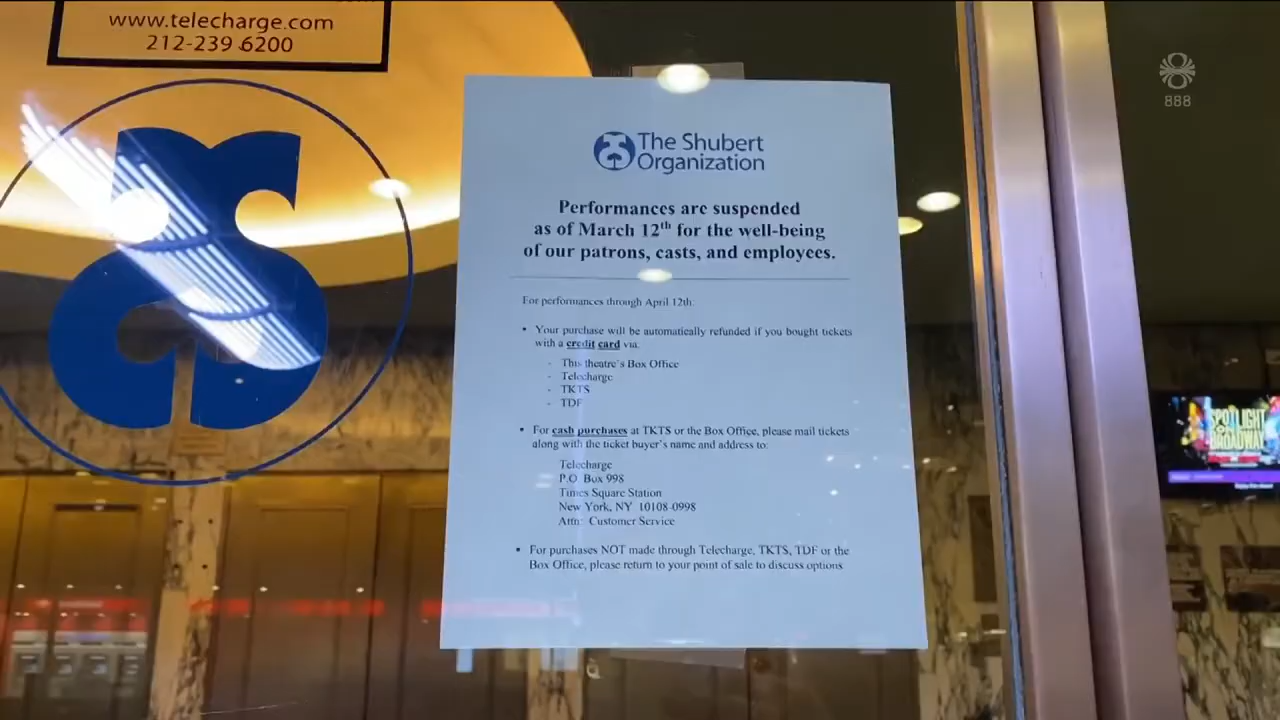 www.telecharge.com
212-239-6200
888
The Shubert
Organization
Performances are suspended
as of March 12th for the well-being
of our patrons, casts, and employees.
For performances through April 12th:
• Your purchase will be automatically refunded if you bought tickets
with a credit card via:
- This theatre's Box Office
- Telecharge
- TKTS
- TDF
• For cash purchases at TKTS or the Box Office, please mail tickets
along with the ticket buyer's name and address to:
Telecharge
P.O. Box 998
Times Square Station
New York, NY 10108-0998
Attn: Customer Service
• For purchases NOT made through Telecharge, TKTS, TDF or the
Box Office, please return to your point of sale to discuss options
SPOTLIGHT
ON
BROADWAY